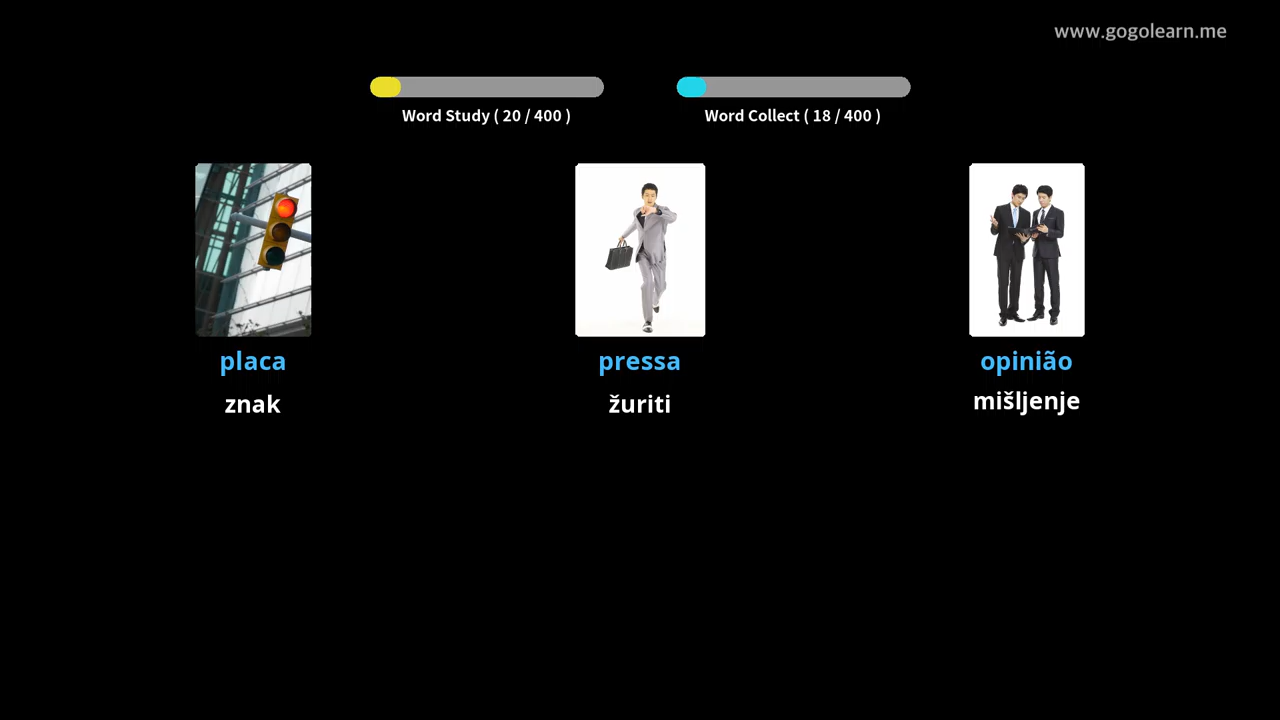 www.gogolearn.me
Word Study ( 20 / 400 )
Word Collect ( 18 / 400 )
placa
pressa
opinião
znak
žuriti
mišljenje